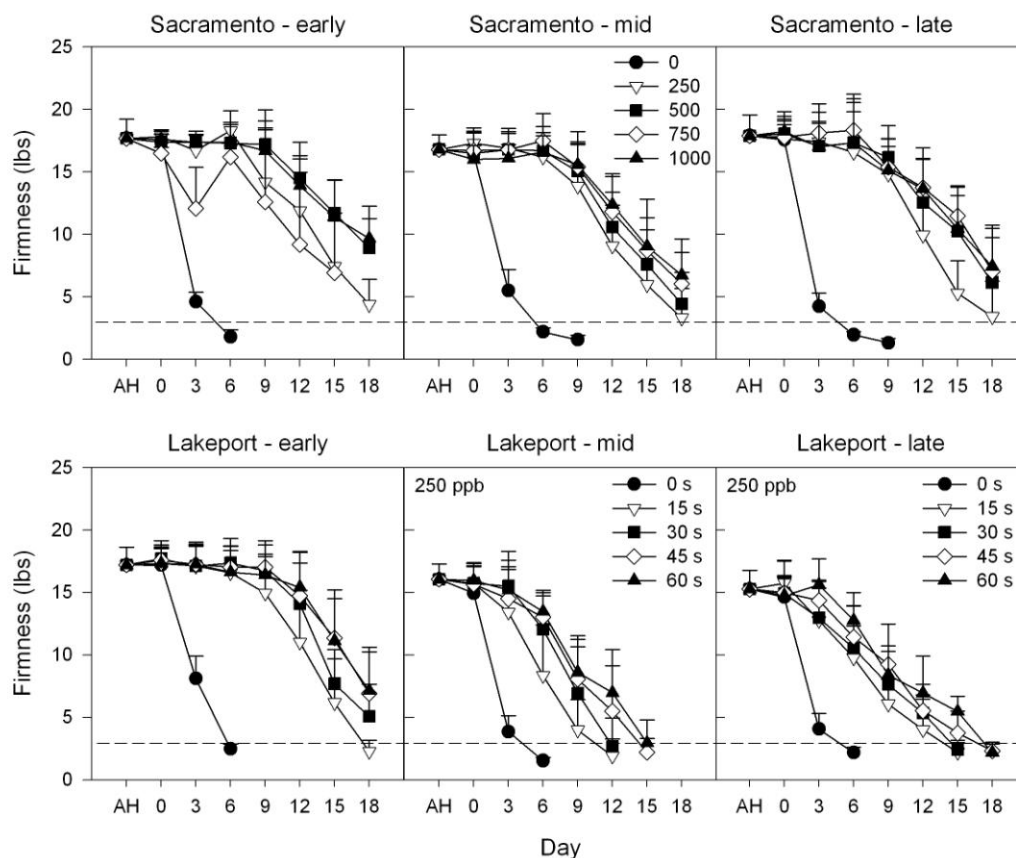 Sacramento - early
Sacramento - mid
Sacramento - late
25
20
15
10
5
0
Firmness (lbs)
0
250
500
750
1000
AH 0 3 6 9 12 15 18
AH 0 3 6 9 12 15 18
AH 0 3 6 9 12 15 18
Lakeport - early
Lakeport - mid
Lakeport - late
25
20
15
10
5
0
Firmness (lbs)
250 ppb
0 s
15 s
30 s
45 s
60 s
250 ppb
0 s
15 s
30 s
45 s
60 s
AH 0 3 6 9 12 15 18
AH 0 3 6 9 12 15 18
AH 0 3 6 9 12 15 18
Day